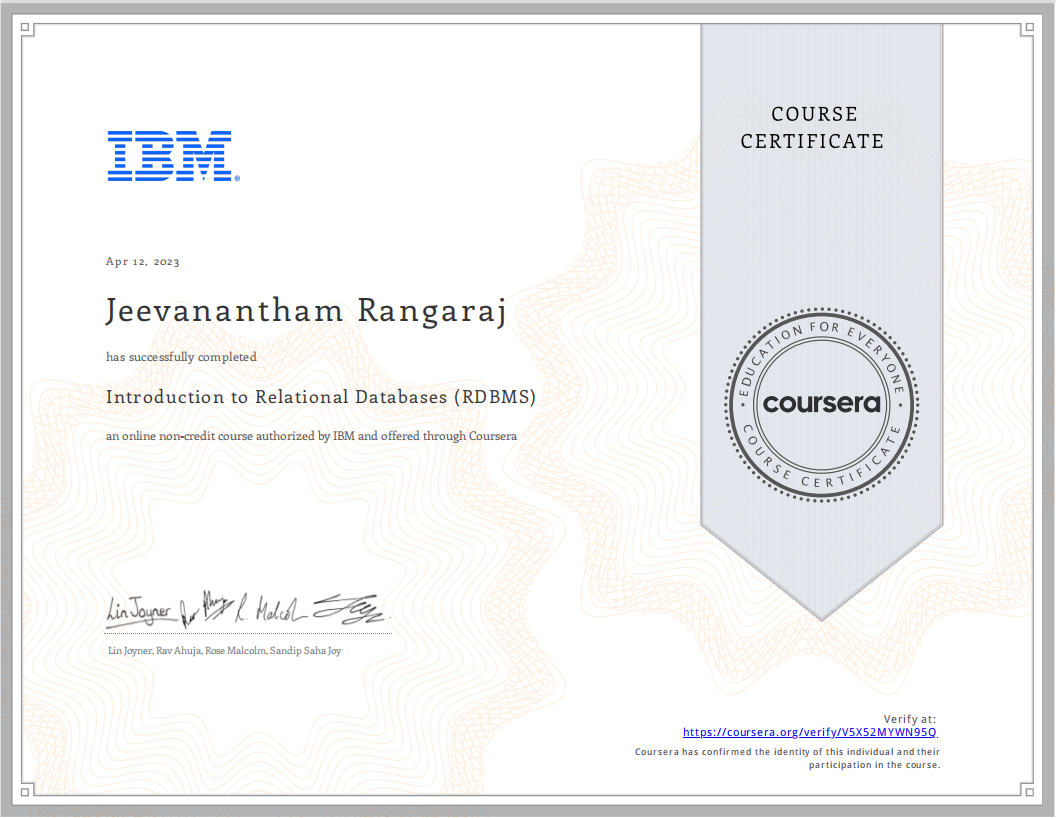 IBM®
COURSE
CERTIFICATE
Apr 12, 2023
Jeevanantham Rangaraj
has successfully completed
Introduction to Relational Databases (RDBMS)
an online non-credit course authorized by IBM and offered through Coursera
EDUCATION FOR EVERYONE
coursera
COURSE CERTIFICATE
Lin Joyner Rav Ahuja R. Malcol
Lin Joyner, Rav Ahuja, Rose Malcolm, Sandip Saha Joy
Verify at:
https://coursera.org/verify/V5X52MYWN95Q
Coursera has confirmed the identity of this individual and their
participation in the course.